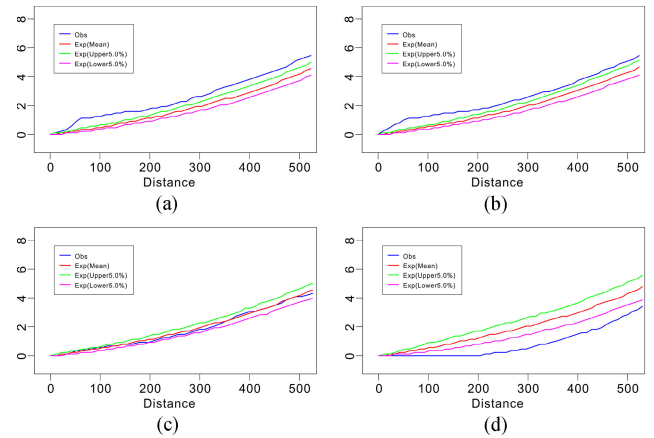 8
6
4
2
0
Obs
Exp(Mean)
Exp(Upper5.0%)
Exp(Lower5.0%)
0 100 200 300 400 500
Distance
(a)
8
6
4
2
0
Obs
Exp(Mean)
Exp(Upper5.0%)
Exp(Lower5.0%)
0 100 200 300 400 500
Distance
(b)
8
6
4
2
0
Obs
Exp(Mean)
Exp(Upper5.0%)
Exp(Lower5.0%)
0 100 200 300 400 500
Distance
(c)
8
6
4
2
0
Obs
Exp(Mean)
Exp(Upper5.0%)
Exp(Lower5.0%)
0 100 200 300 400 500
Distance
(d)